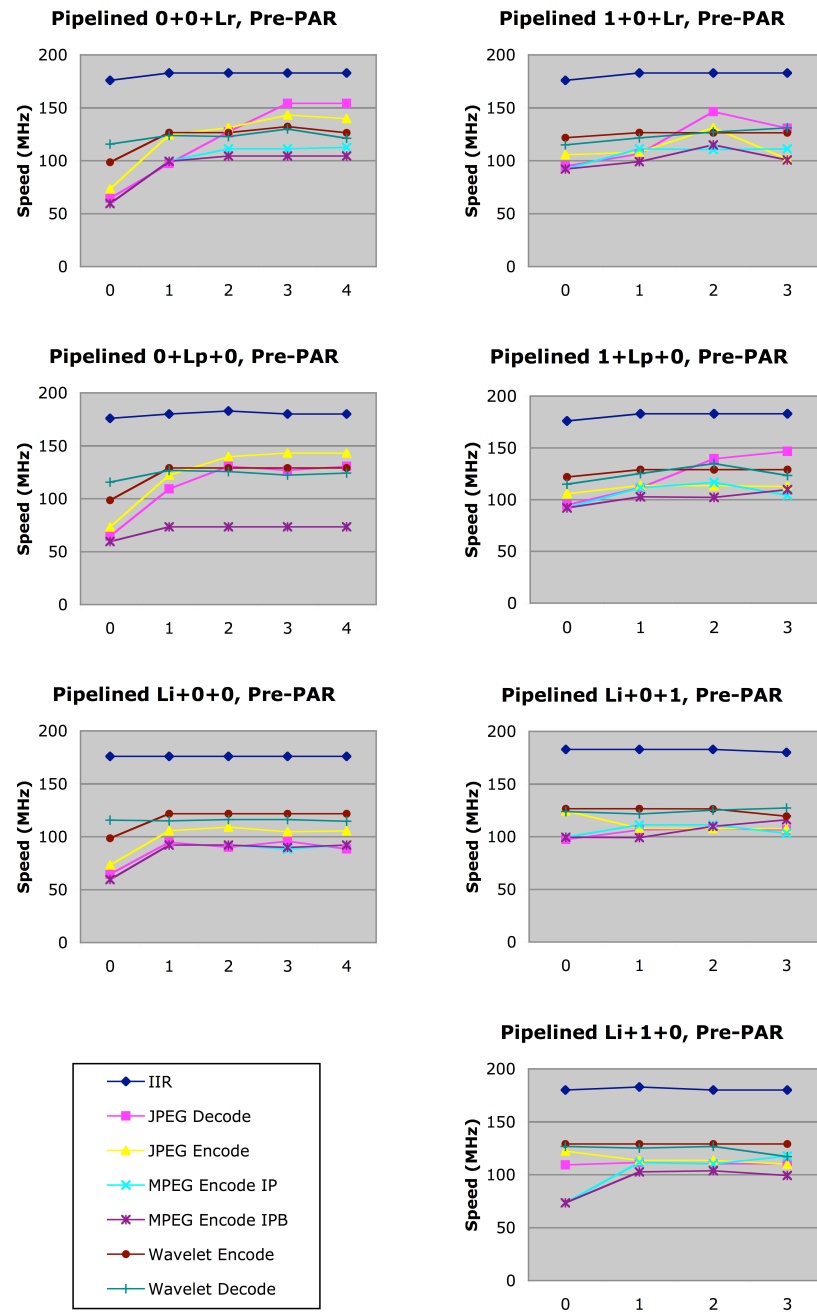 Pipelined 0+0+Lr, Pre-PAR
200
150
100
50
0
Speed (MHz)
0 1 2 3 4
Pipelined 1+0+Lr, Pre-PAR
200
150
100
50
0
Speed (MHz)
0 1 2 3
Pipelined 0+Lp+0, Pre-PAR
200
150
100
50
0
Speed (MHz)
0 1 2 3 4
Pipelined 1+Lp+0, Pre-PAR
200
150
100
50
0
Speed (MHz)
0 1 2 3
Pipelined Li+0+0, Pre-PAR
200
150
100
50
0
Speed (MHz)
0 1 2 3 4
Pipelined Li+0+1, Pre-PAR
200
150
100
50
0
Speed (MHz)
0 1 2 3
IIR
JPEG Decode
JPEG Encode
MPEG Encode IP
MPEG Encode IPB
Wavelet Encode
Wavelet Decode
Pipelined Li+1+0, Pre-PAR
200
150
100
50
0
Speed (MHz)
0 1 2 3